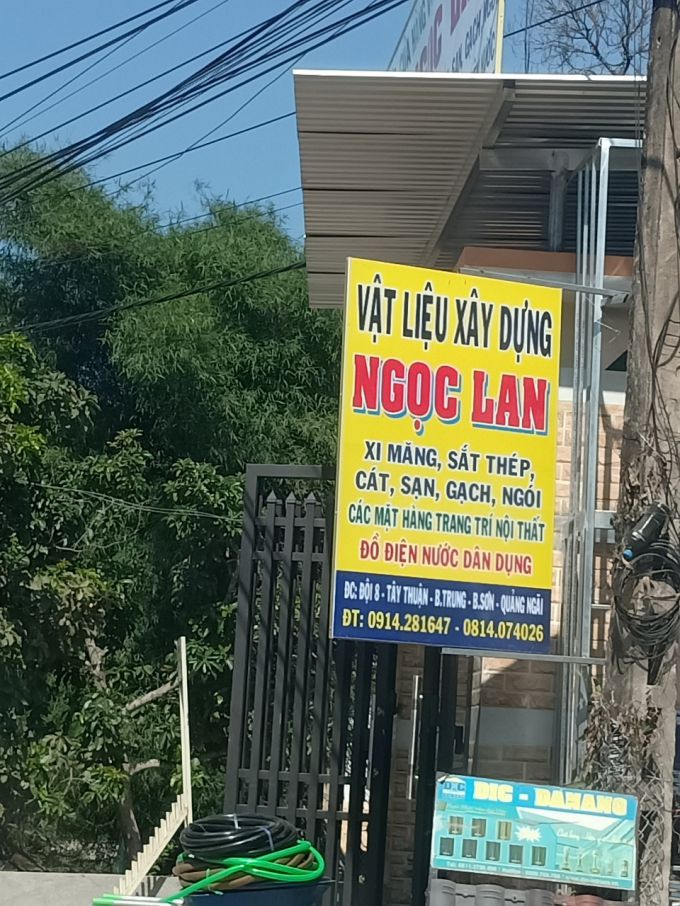 NGỌC LAN
VẬT LIỆU XÂY DỰNG
NGỌC LAN
XI MĂNG, SẮT THÉP,
CÁT, SẠN, GẠCH, NGÓI
CÁC MẶT HÀNG TRANG TRÍ NỘI THẤT
ĐỒ ĐIỆN NƯỚC DÂN DỤNG
ĐC: ĐỘI 8 - TÂY THUẬN - B.TRUNG - B.SƠN - QUẢNG NGÃI
ĐT: 0914.281647 - 0814.074026
DIC - DANANG